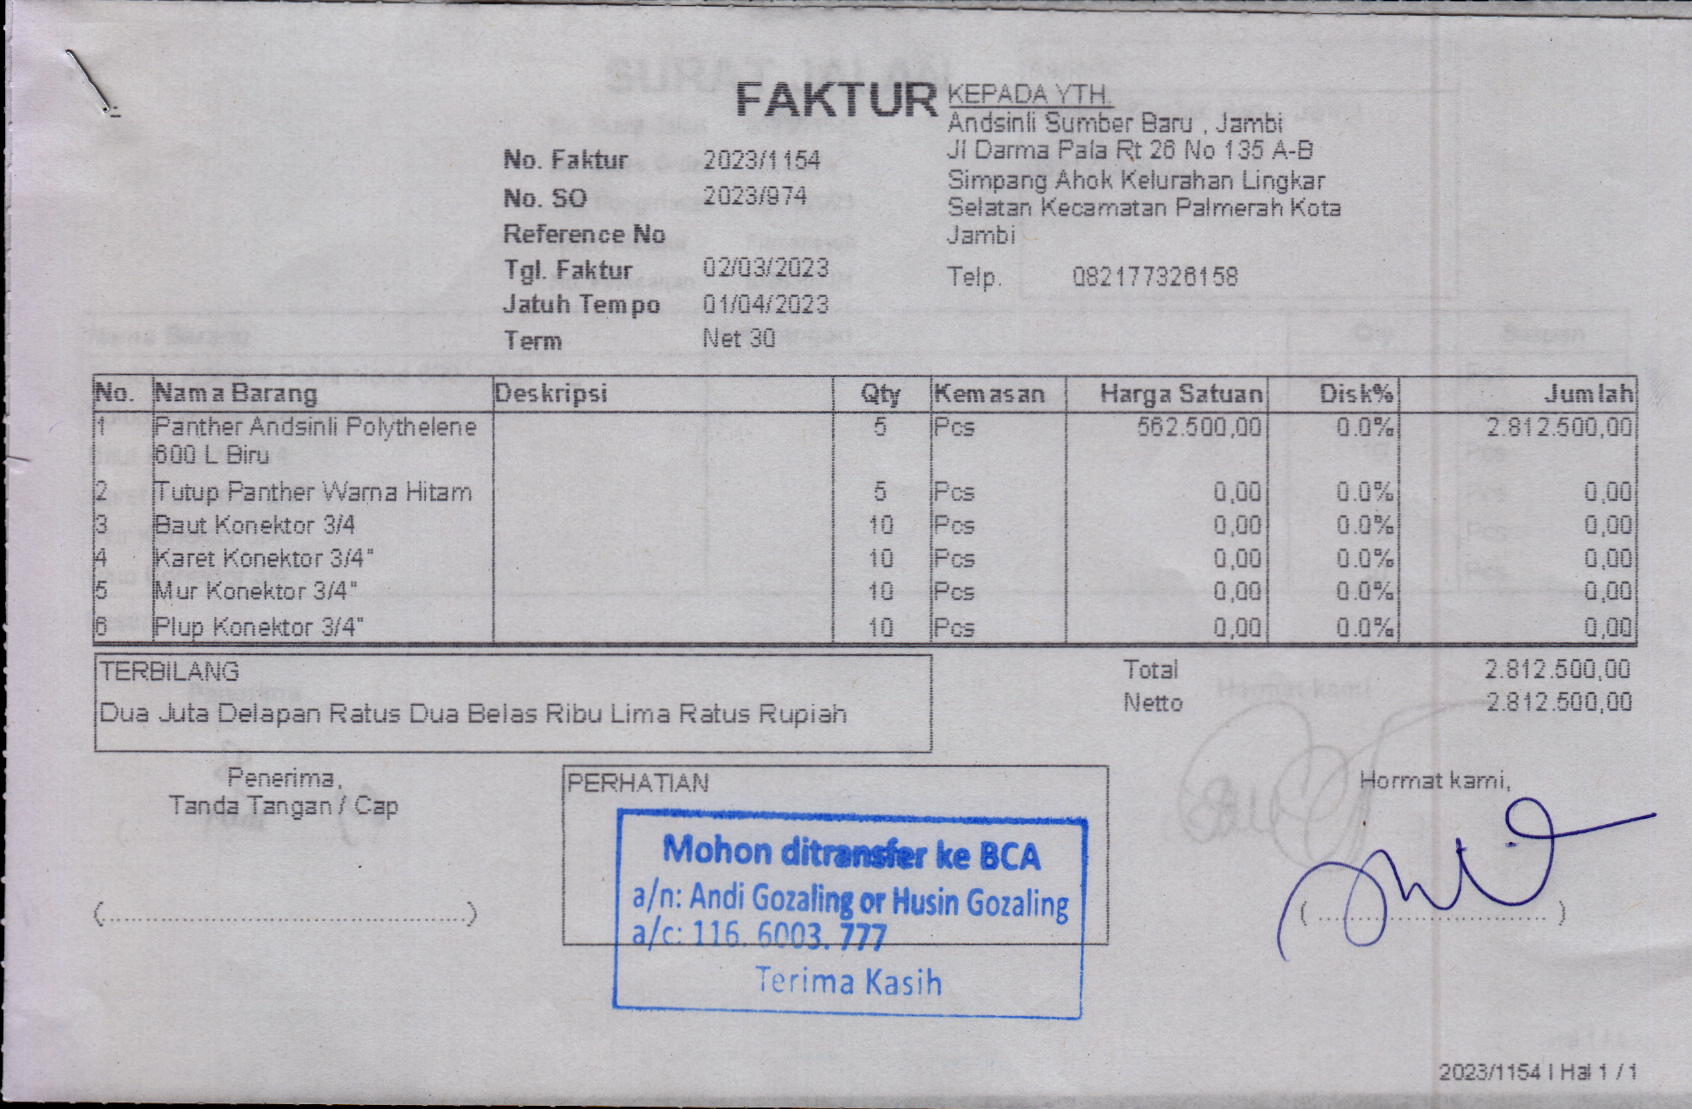 FAKTUR
KEPADA YTH.
Andsinli Sumber Baru , Jambi
Jl Darma Pala Rt 26 No 135 A-B
Simpang Ahok Kelurahan Lingkar
Selatan Kecamatan Palmerah Kota
Jambi
Telp. 082177326158
No. Faktur 2023/1154
No. SO 2023/974
Reference No
Tgl. Faktur 02/03/2023
Jatuh Tempo 01/04/2023
Term Net 30
No. Nama Barang Deskripsi Qty Kemasan Harga Satuan Disk% Jumlah
1 Panther Andsinli Polythelene 5 Pcs 562.500,00 0.0% 2.812.500,00
600 L Biru
2 Tutup Panther Warna Hitam 5 Pcs 0,00 0.0% 0,00
3 Baut Konektor 3/4 10 Pcs 0,00 0.0% 0,00
4 Karet Konektor 3/4" 10 Pcs 0,00 0.0% 0,00
5 Mur Konektor 3/4" 10 Pcs 0,00 0.0% 0,00
6 Plup Konektor 3/4" 10 Pcs 0,00 0.0% 0,00
TERBILANG
Dua Juta Delapan Ratus Dua Belas Ribu Lima Ratus Rupiah
Total 2.812.500,00
Netto 2.812.500,00
Penerima,
Tanda Tangan / Cap
(....................................)
PERHATIAN
Mohon ditransfer ke BCA
a/n: Andi Gozaling or Husin Gozaling
a/c: 116. 6003. 777
Terima Kasih
Hormat kami,
(..........................)
2023/1154 | Hal 1 / 1